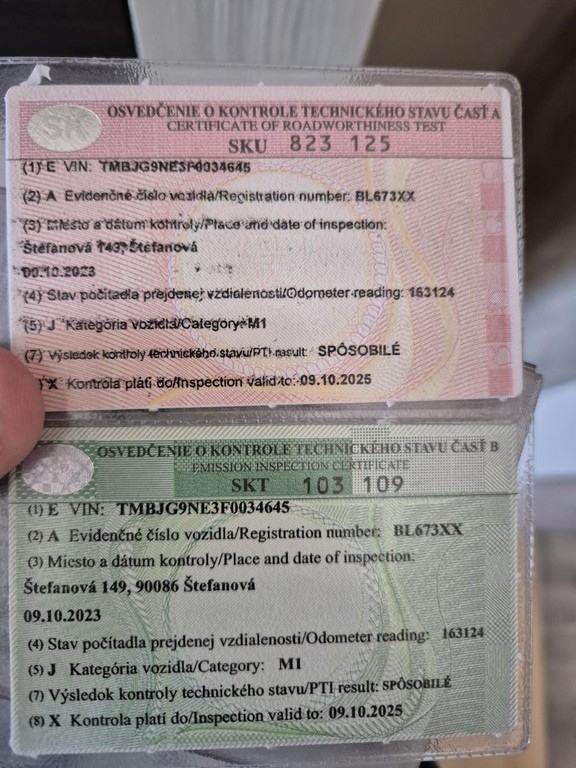 SK
OSVEDČENIE O KONTROLE TECHNICKÉHO STAVU ČASŤ A
CERTIFICATE OF ROADWORTHINESS TEST
SKU 823 125
(1) E VIN: TMBJG9NE3F0034645
(2) A Evidenčné číslo vozidla/Registration number: BL673XX
(3) Miesto a dátum kontroly/Place and date of inspection:
Štefanová 149, Štefanová
09.10.2023
(4) Stav počítadla prejdenej vzdialenosti/Odometer reading: 163124
(5) J Kategória vozidla/Category: M1
(7) Výsledok kontroly technického stavu/PTI result: SPÔSOBILÉ
X Kontrola platí do/Inspection valid to: 09.10.2025
OSVEDČENIE O KONTROLE TECHNICKÉHO STAVU ČASŤ B
EMISSION INSPECTION CERTIFICATE
SKT 103 109
(1) E VIN: TMBJG9NE3F0034645
(2) A Evidenčné číslo vozidla/Registration number: BL673XX
(3) Miesto a dátum kontroly/Place and date of inspection:
Štefanová 149, 90086 Štefanová
09.10.2023
(4) Stav počítadla prejdenej vzdialenosti/Odometer reading: 163124
(5) J Kategória vozidla/Category: M1
(7) Výsledok kontroly technického stavu/PTI result: SPÔSOBILÉ
(8) X Kontrola platí do/Inspection valid to: 09.10.2025